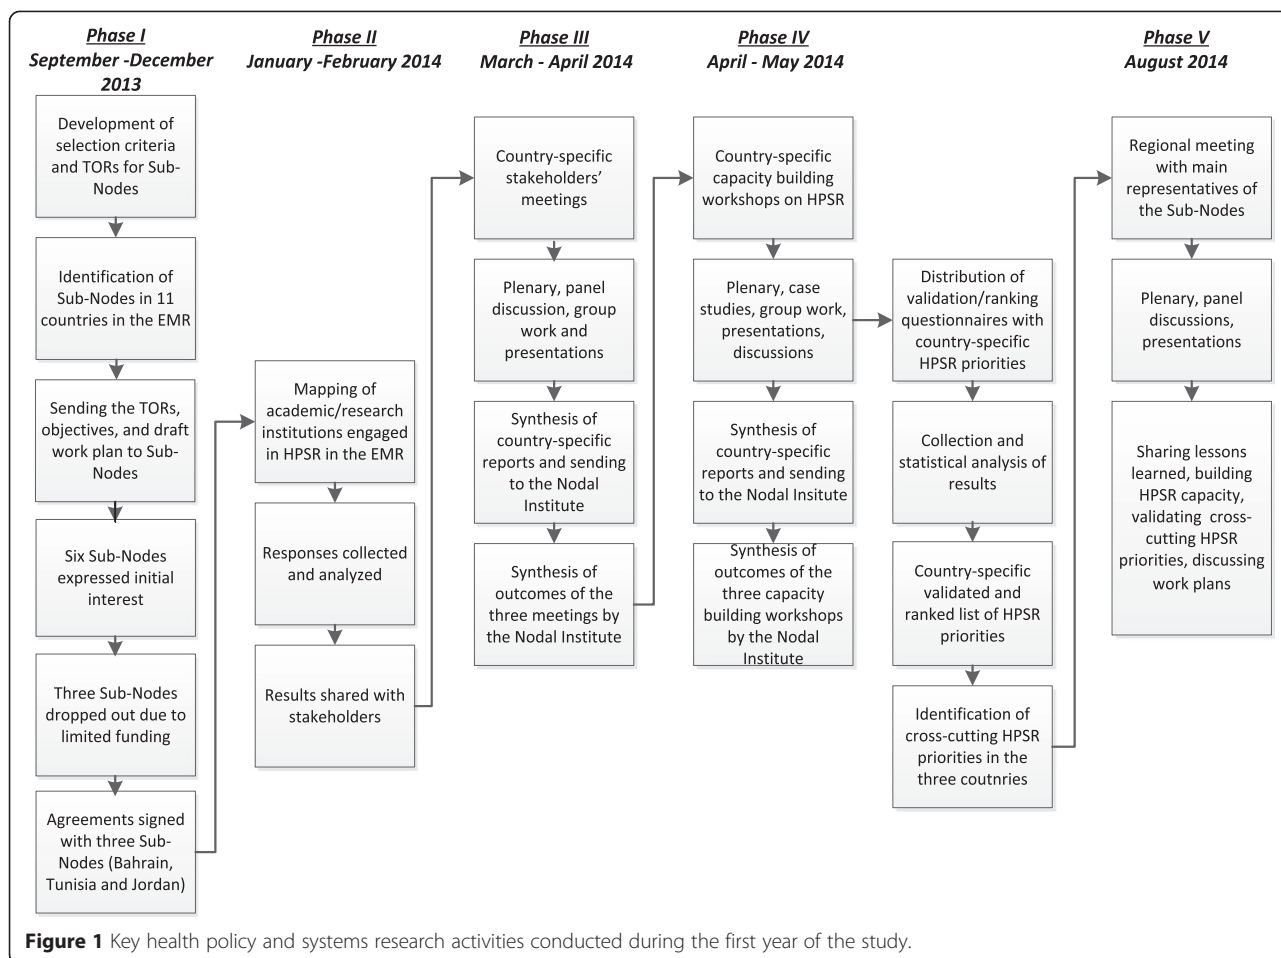 Phase I
September -December
2013
Development of
selection criteria
and TORs for Sub-
Nodes
Identification of
Sub-Nodes in 11
countries in the EMR
Sending the TORs,
objectives, and draft
work plan to Sub-
Nodes
Six Sub-Nodes
expressed initial
interest
Three Sub-Nodes
dropped out due to
limited funding
Agreements signed
with three Sub-
Nodes (Bahrain,
Tunisia and Jordan)
Phase II
January -February 2014
Mapping of
academic/research
institutions engaged
in HPSR in the EMR
Responses collected
and analyzed
Results shared with
stakeholders
Phase III
March - April 2014
Country-specific
stakeholders’
meetings
Plenary, panel
discussion, group
work and
presentations
Synthesis of
country-specific
reports and sending
to the Nodal
Institute
Synthesis of
outcomes of the
three meetings by
the Nodal Institute
Phase IV
April - May 2014
Country-specific
capacity building
workshops on HPSR
Plenary, case
studies, group work,
presentations,
discussions
Synthesis of
country-specific
reports and sending
to the Nodal Insitute
Synthesis of
outcomes of the
three capacity
building workshops
by the Nodal
Institute
Distribution of
validation/ranking
questionnaires with
country-specific
HPSR priorities
Collection and
statistical analysis of
results
Country-specific
validated and
ranked list of HPSR
priorities
Identification of
cross-cutting HPSR
priorities in the
three coutnries
Phase V
August 2014
Regional meeting
with main
representatives of
the Sub-Nodes
Plenary, panel
discussions,
presentations
Sharing lessons
learned, building
HPSR capacity,
validating cross-
cutting HPSR
priorities, discussing
work plans
Figure 1 Key health policy and systems research activities conducted during the first year of the study.